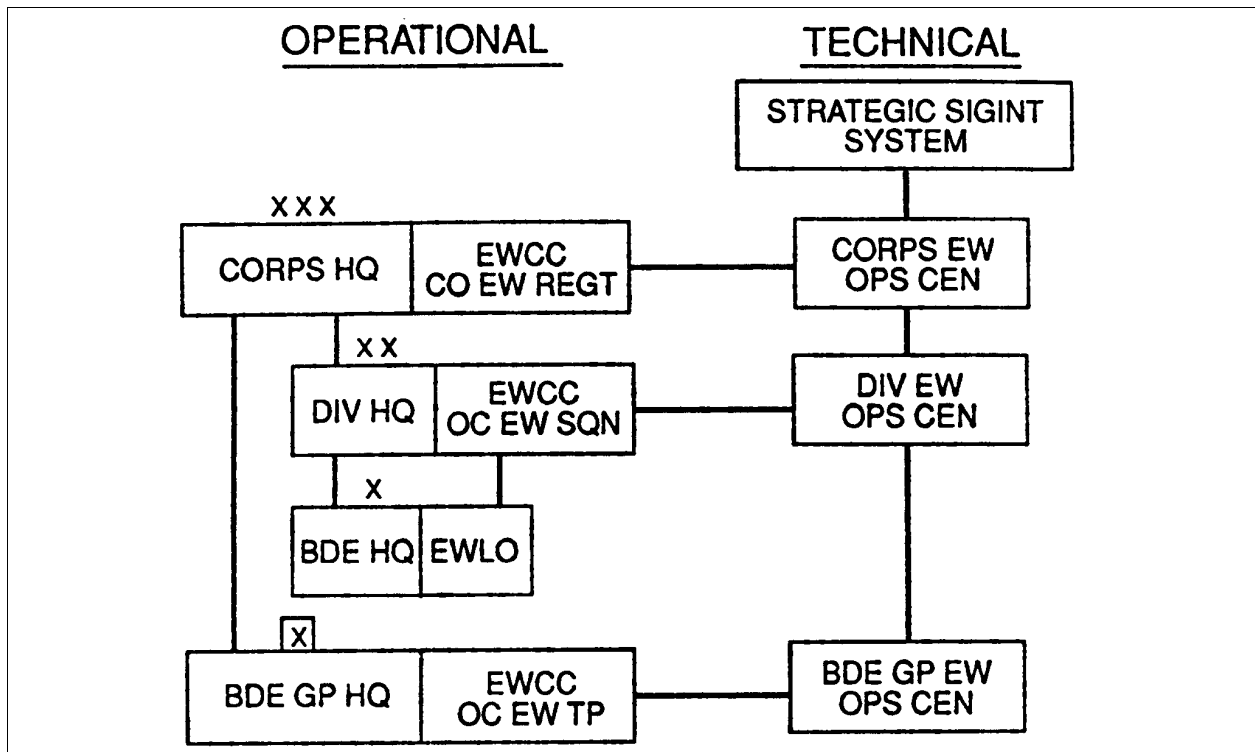 OPERATIONAL
TECHNICAL
STRATEGIC SIGINT
SYSTEM
XXX
CORPS HQ
EWCC
CO EW REGT
CORPS EW
OPS CEN
XX
DIV HQ
EWCC
OC EW SQN
DIV EW
OPS CEN
X
BDE HQ
EWLO
X
BDE GP HQ
EWCC
OC EW TP
BDE GP EW
OPS CEN